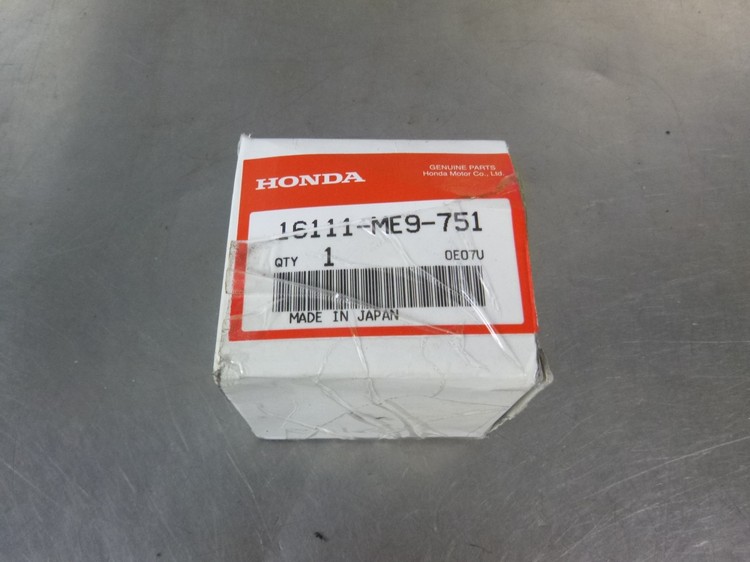 HONDA
GENUINE PARTS
Honda Motor Co., Ltd.
16111-ME9-751
QTY 1 0E07U
MADE IN JAPAN